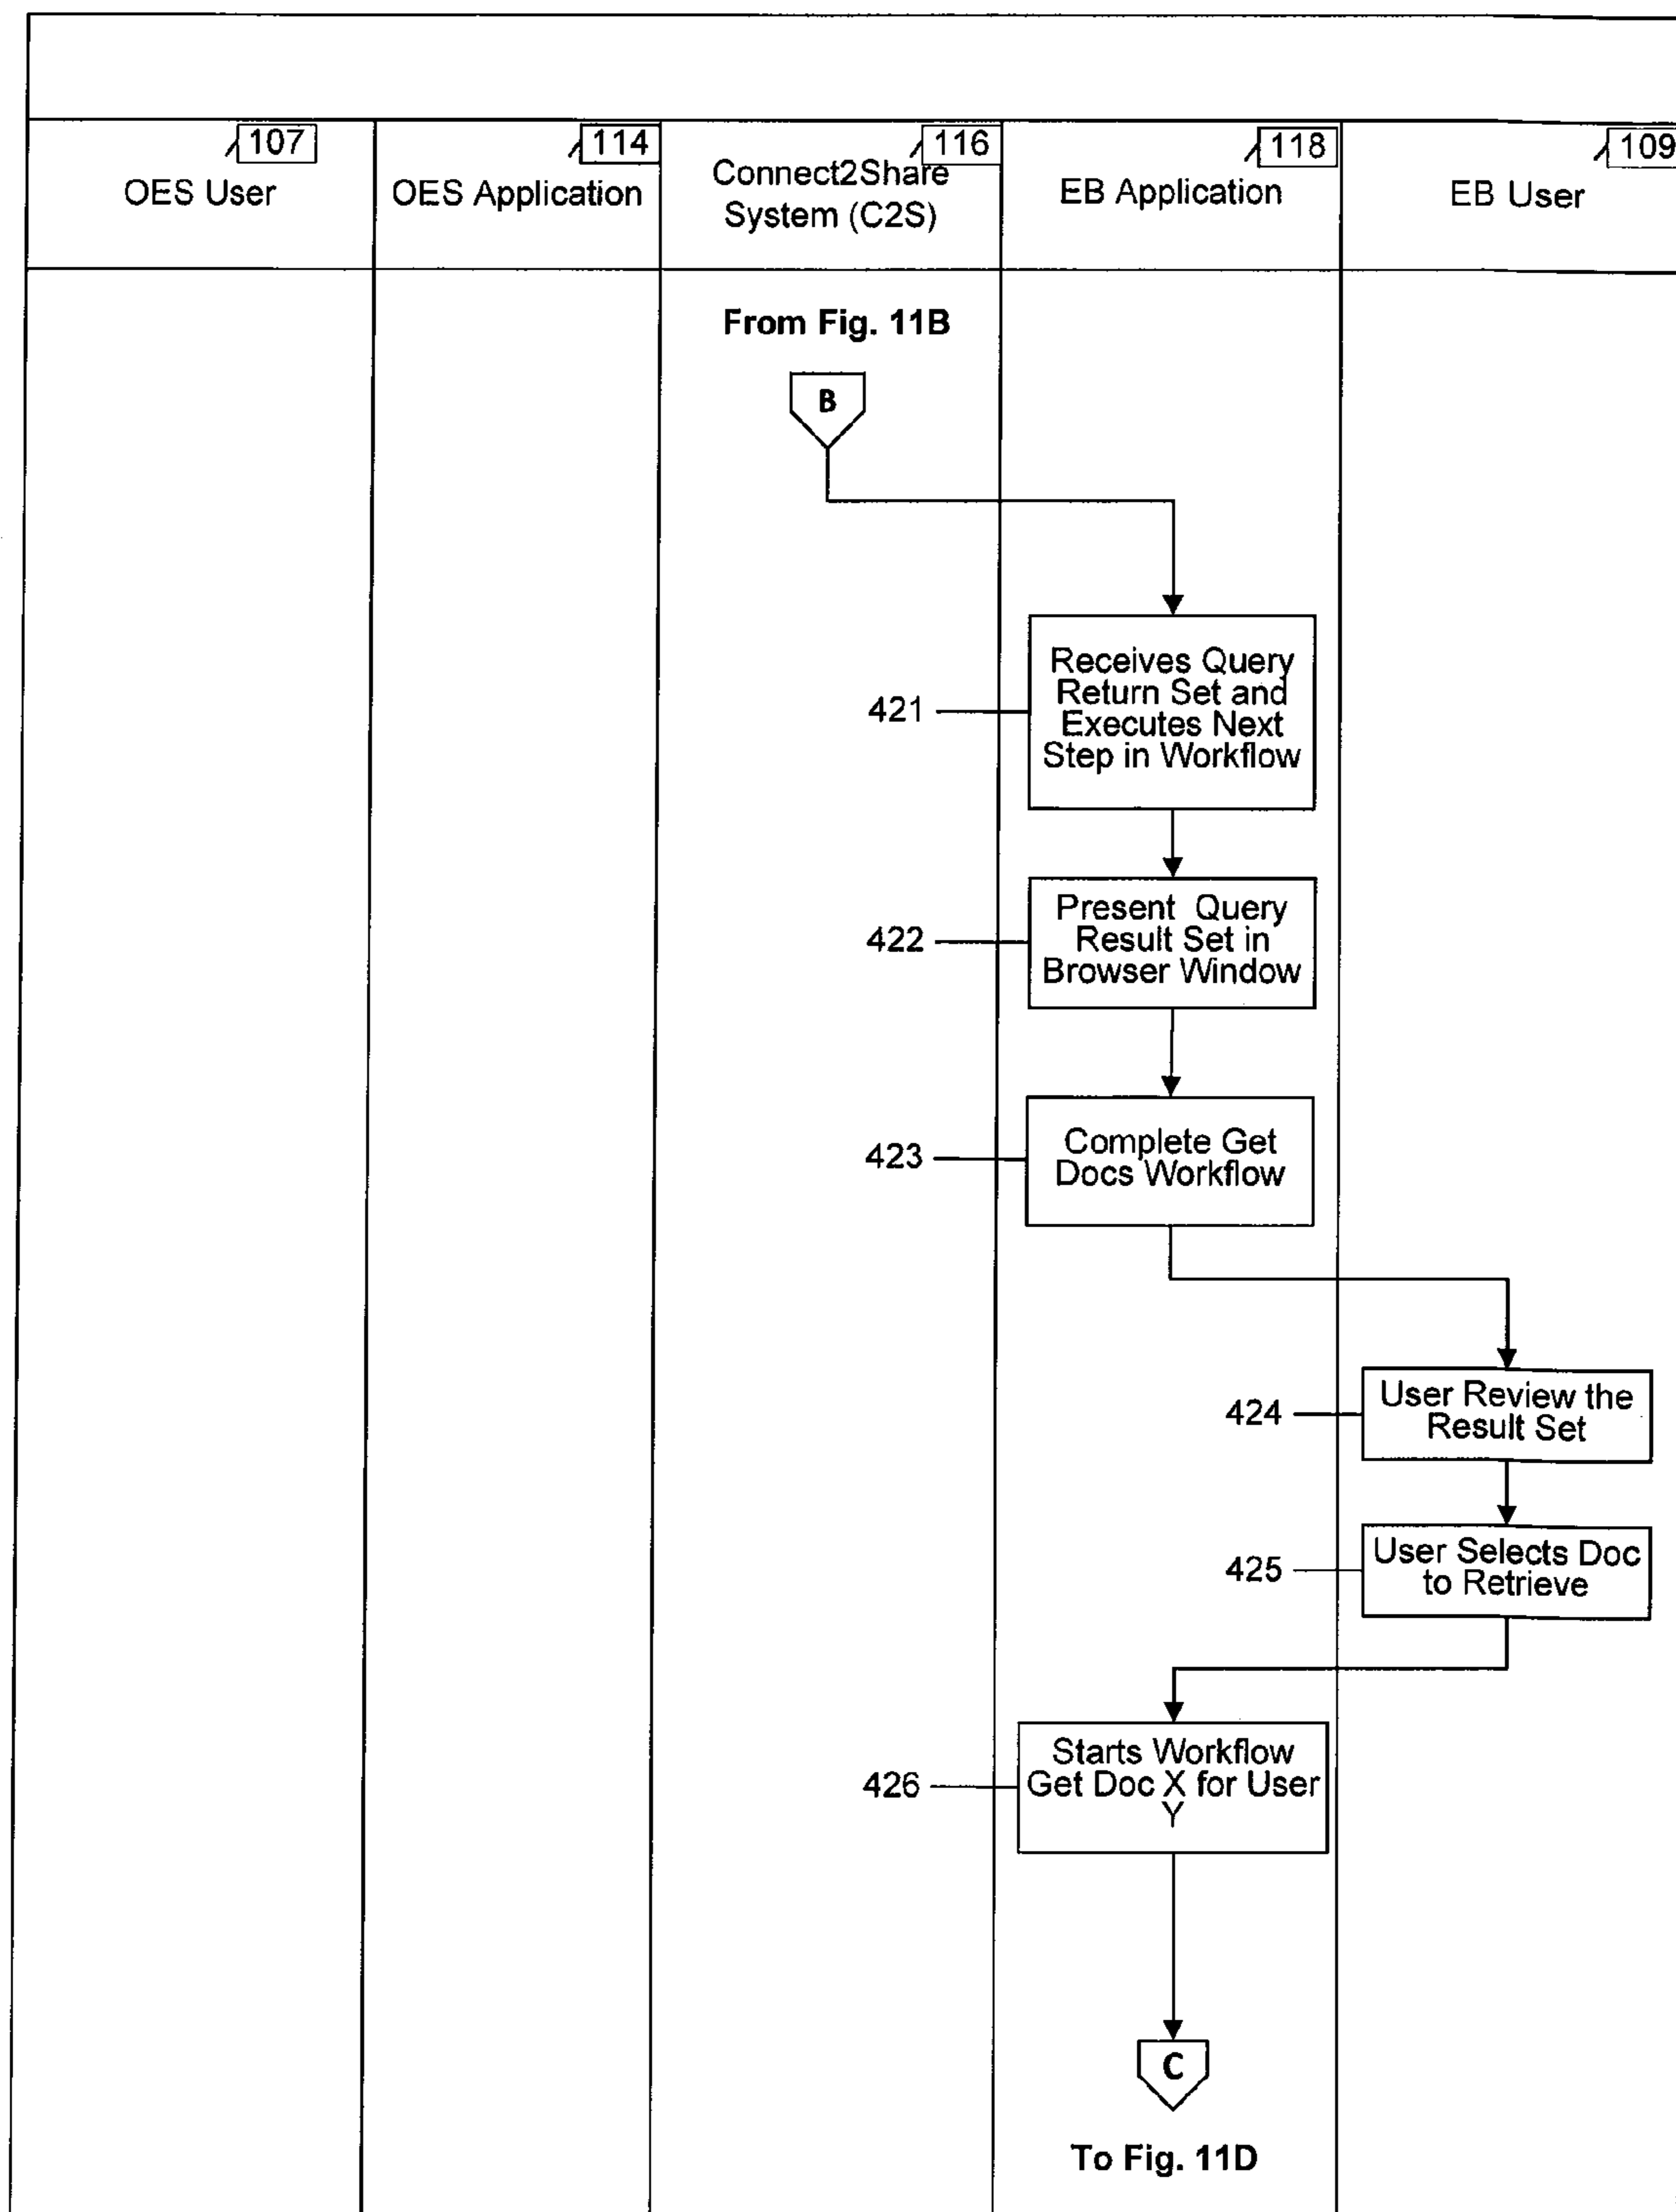 107
OES User
114
OES Application
116
Connect2Share
System (C2S)
118
EB Application
109
EB User
From Fig. 11B
B
421
Receives Query
Return Set and
Executes Next
Step in Workflow
422
Present Query
Result Set in
Browser Window
423
Complete Get
Docs Workflow
424
User Review the
Result Set
425
User Selects Doc
to Retrieve
426
Starts Workflow
Get Doc X for User
Y
C
To Fig. 11D